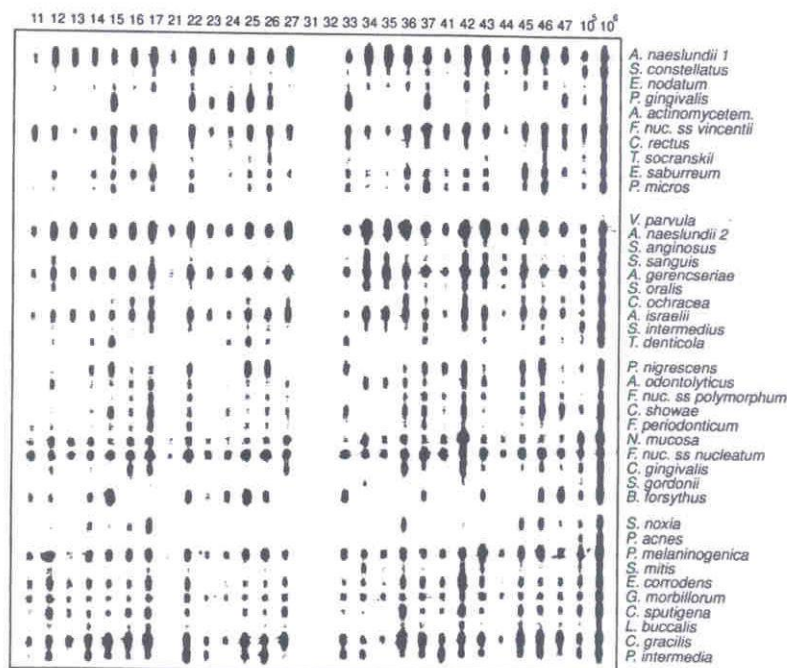 11 12 13 14 15 16 17 21 22 23 24 25 26 27 31 32 33 34 35 36 37 41 42 43 44 45 46 47 10⁵ 10⁶
A. naeslundii 1
S. constellatus
E. nodatum
P. gingivalis
A. actinomycetem.
F. nuc. ss vincentii
C. rectus
T. socranskii
E. saburreum
P. micros
V. parvula
A. naeslundii 2
S. anginosus
S. sanguis
A. gerencseriae
S. oralis
C. ochracea
A. israelii
S. intermedius
T. denticola
P. nigrescens
A. odontolyticus
F. nuc. ss polymorphum
C. showae
F. periodonticum
N. mucosa
F. nuc. ss nucleatum
C. gingivalis
S. gordonii
B. forsythus
S. noxia
P. acnes
P. melaninogenica
S. mitis
E. corrodens
G. morbillorum
C. sputigena
L. buccalis
C. gracilis
P. intermedia